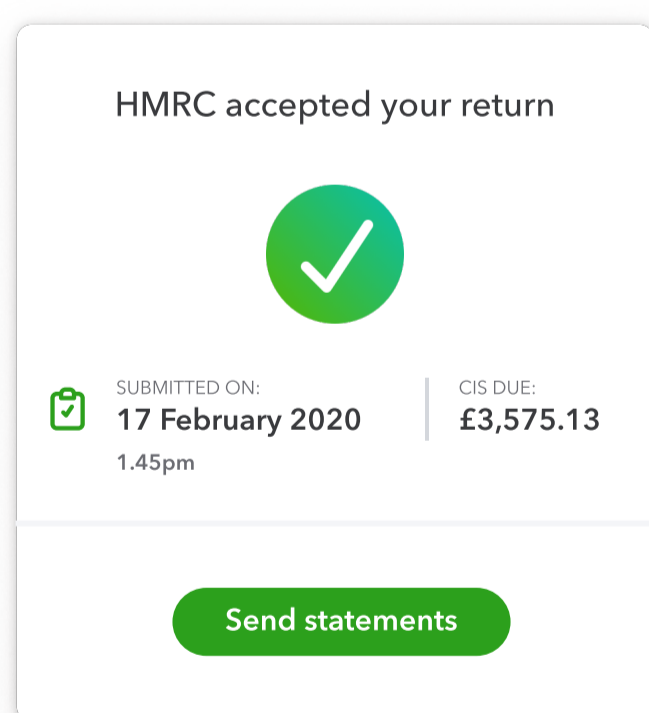 HMRC accepted your return
SUBMITTED ON:
17 February 2020
1.45pm
CIS DUE:
£3,575.13
Send statements